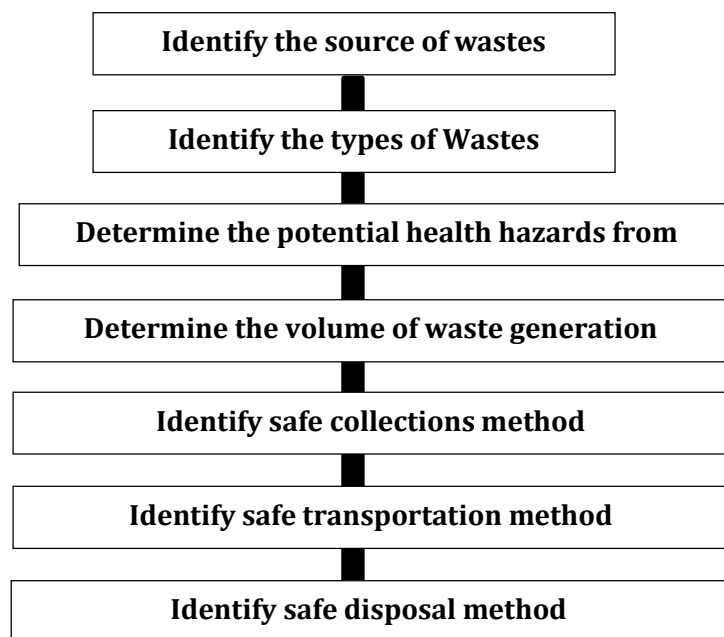 Identify the source of wastes
Identify the types of Wastes
Determine the potential health hazards from
Determine the volume of waste generation
Identify safe collections method
Identify safe transportation method
Identify safe disposal method